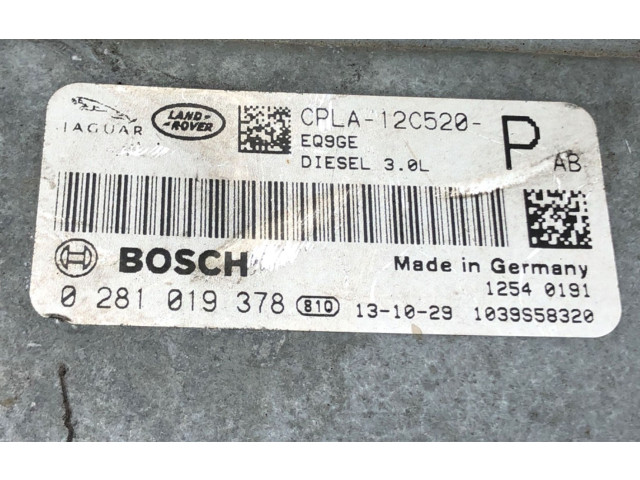 JAGUAR
LAND-
-ROVER
CPLA-12C520-
P AB
EQ9GE
DIESEL 3.0L
BOSCH
Made in Germany
1254 0191
0 281 019 378 810 13-10-29 1039S58320